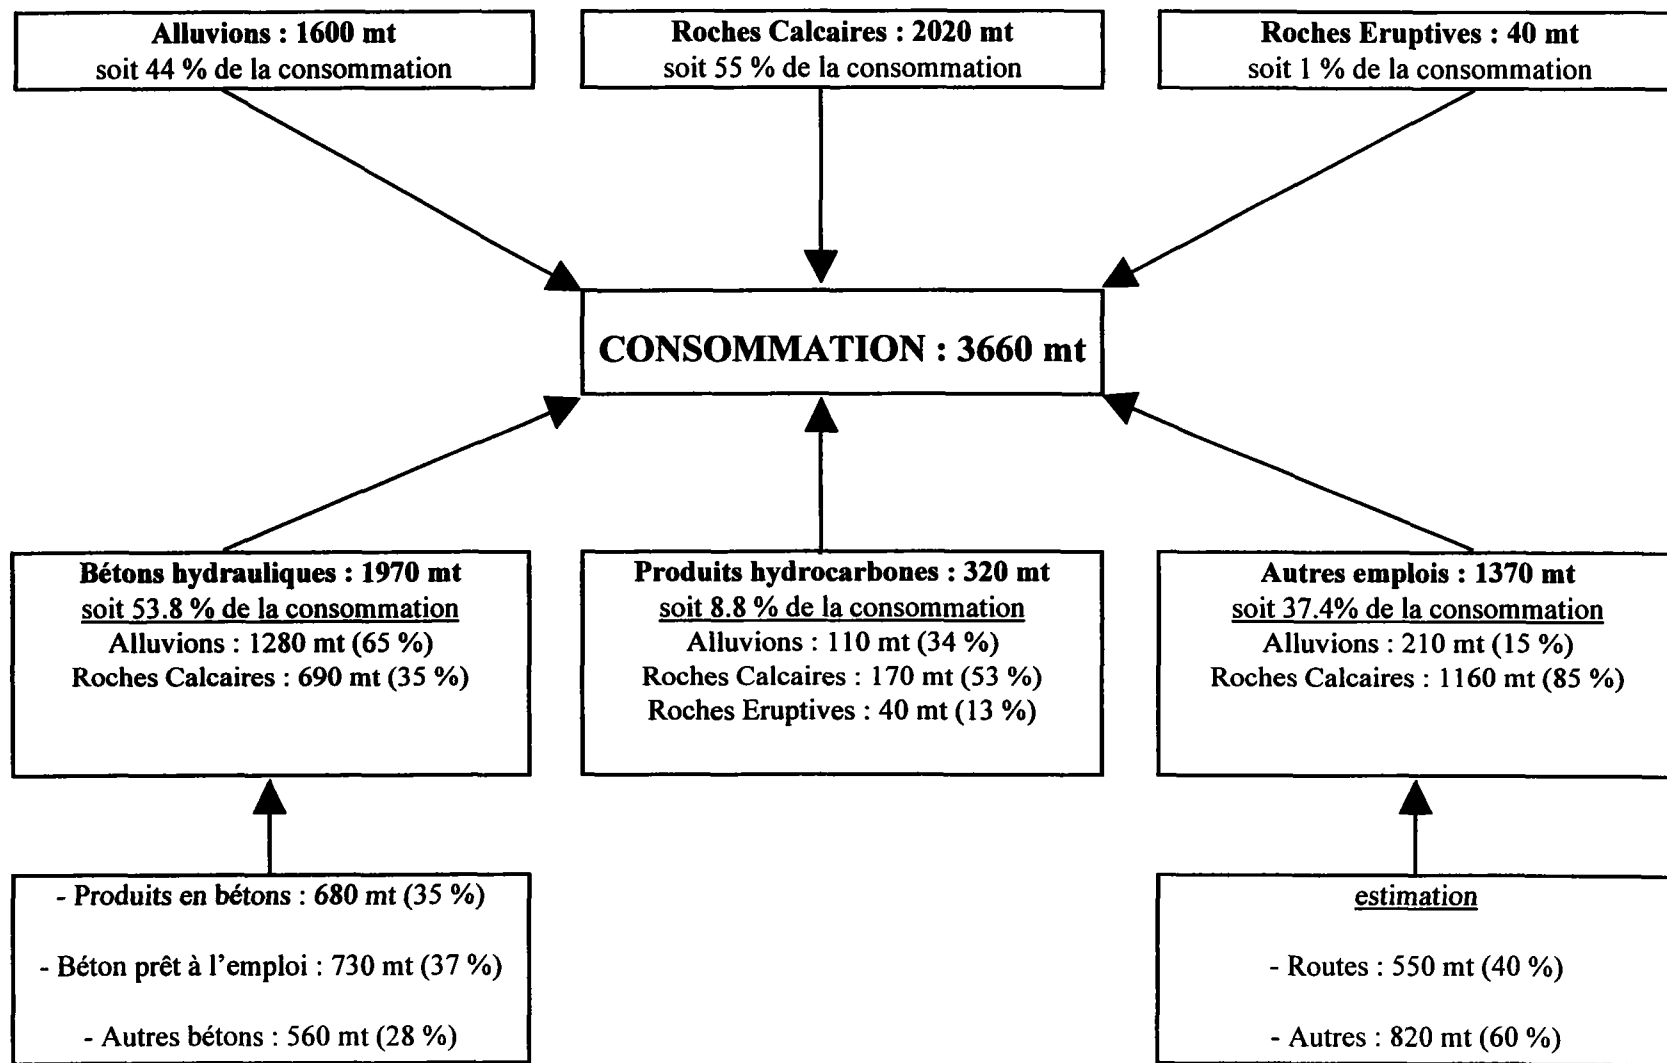 Alluvions : 1600 mt
soit 44 % de la consommation
Roches Calcaires : 2020 mt
soit 55 % de la consommation
Roches Eruptives : 40 mt
soit 1 % de la consommation
CONSOMMATION : 3660 mt
Bétons hydrauliques : 1970 mt
soit 53.8 % de la consommation
Alluvions : 1280 mt (65 %)
Roches Calcaires : 690 mt (35 %)
Produits hydrocarbones : 320 mt
soit 8.8 % de la consommation
Alluvions : 110 mt (34 %)
Roches Calcaires : 170 mt (53 %)
Roches Eruptives : 40 mt (13 %)
Autres emplois : 1370 mt
soit 37.4% de la consommation
Alluvions : 210 mt (15 %)
Roches Calcaires : 1160 mt (85 %)
- Produits en bétons : 680 mt (35 %)
- Béton prêt à l'emploi : 730 mt (37 %)
- Autres bétons : 560 mt (28 %)
estimation
- Routes : 550 mt (40 %)
- Autres : 820 mt (60 %)